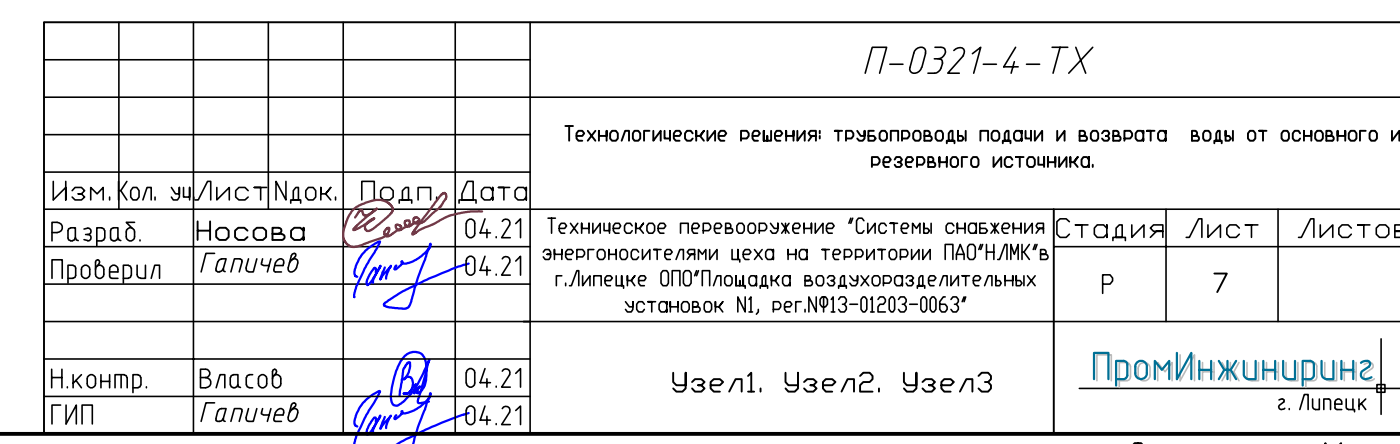 П-0321-4-ТХ
Технологические решения: трубопроводы подачи и возврата воды от основного и
резервного источника.
Изм. Кол. уч Лист Nдок. Подп. Дата
Разраб. Носова 04.21
Проверил Гапичев 04.21
Техническое перевооружение "Системы снабжения
энергоносителями цеха на территории ПАО"НЛМК"в
г.Липецке ОПО"Площадка воздухоразделительных
установок N1, рег.№Ф13-01203-0063"
Стадия Лист Листов
Р 7
Н.контр. Власов 04.21
ГИП Гапичев 04.21
Узел1. Узел2. Узел3
ПромИнжиниринг
г. Липецк